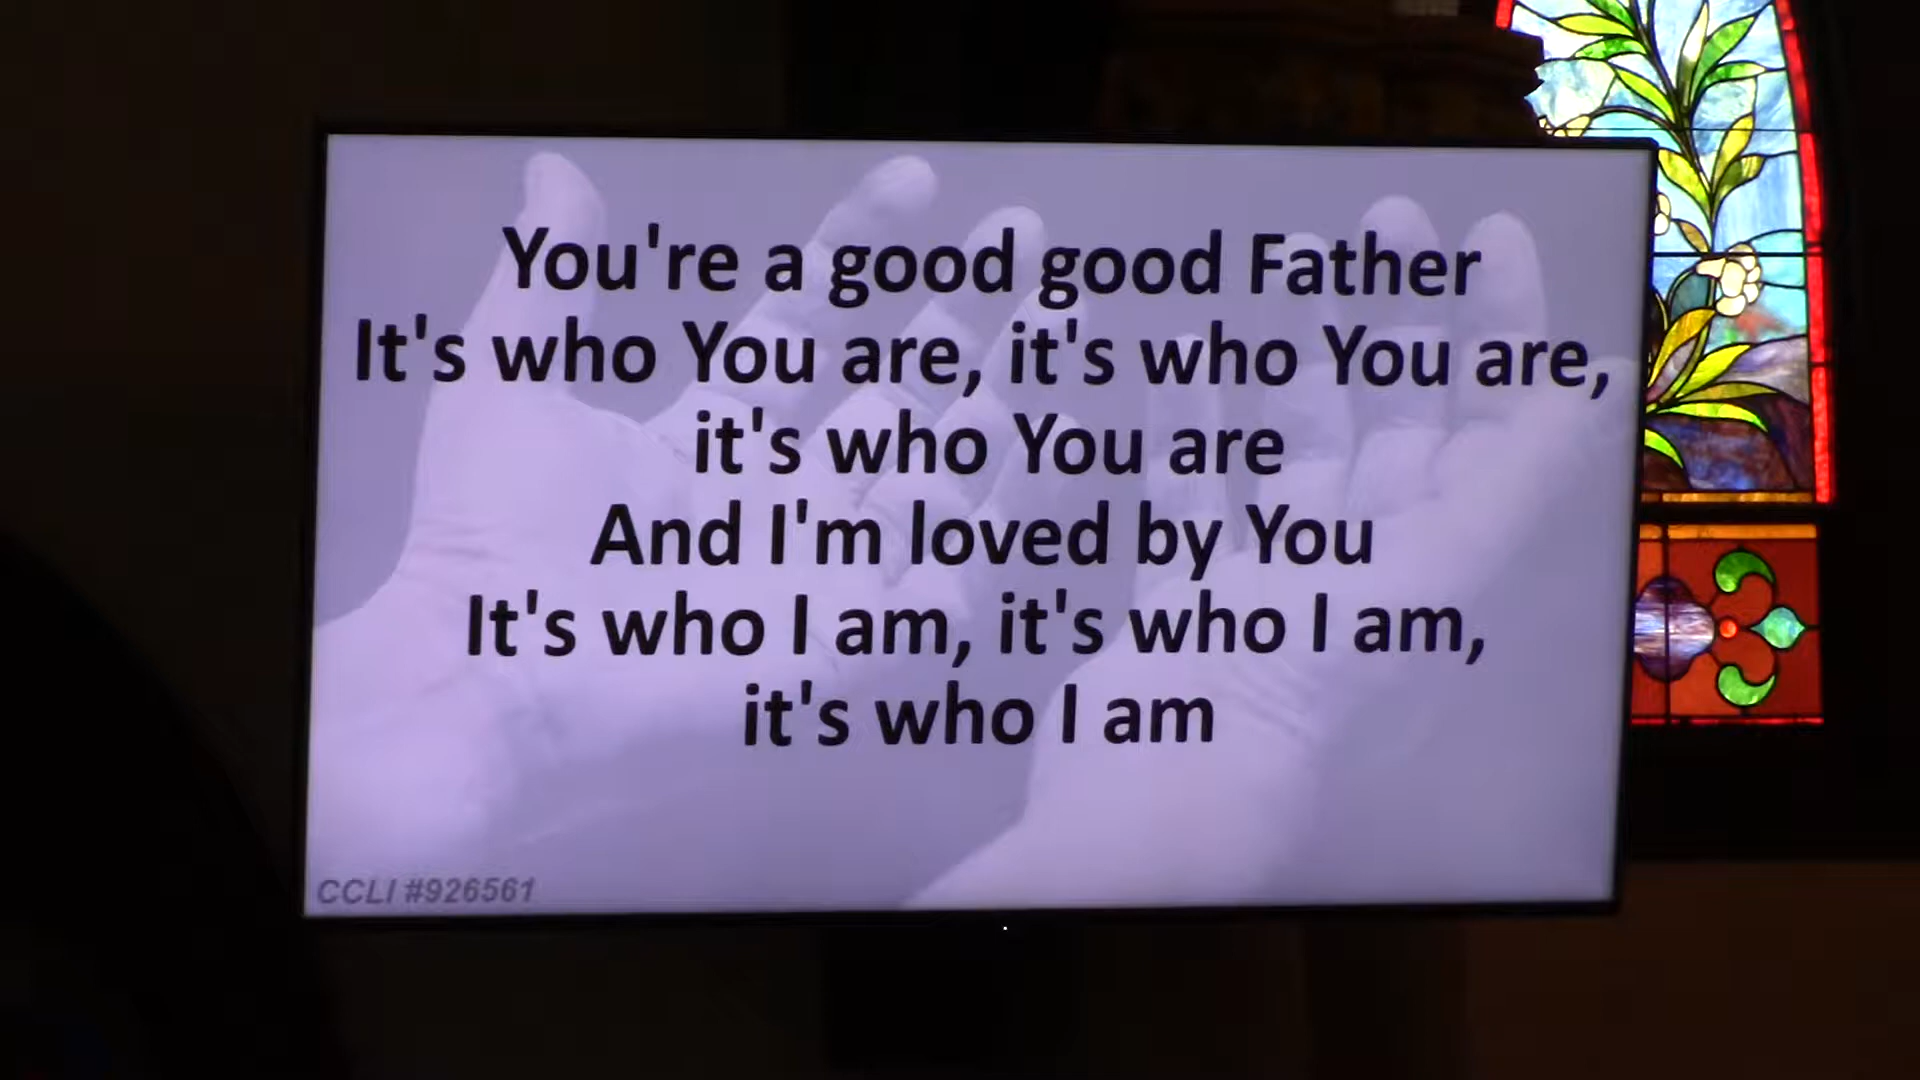 You're a good good Father
It's who You are, it's who You are,
it's who You are
And I'm loved by You
It's who I am, it's who I am,
it's who I am
CCLI #926561